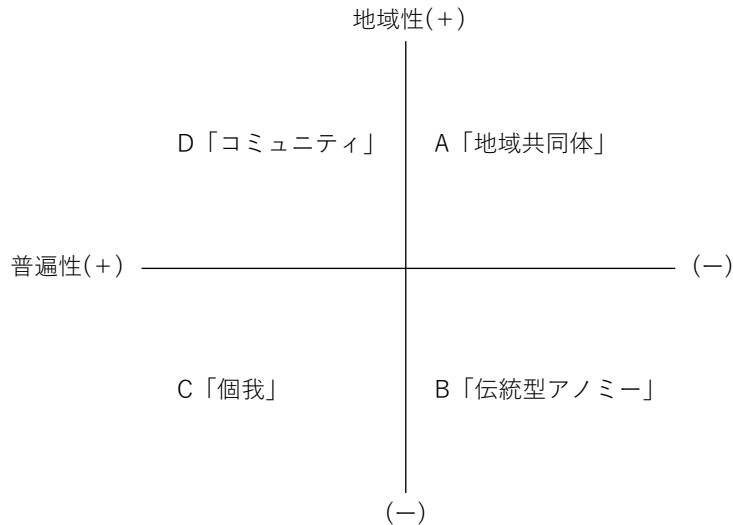 地域性(+)
D「コミュニティ」 A「地域共同体」
普遍性(+) (ー)
C「個我」 B「伝統型アノミー」
(ー)